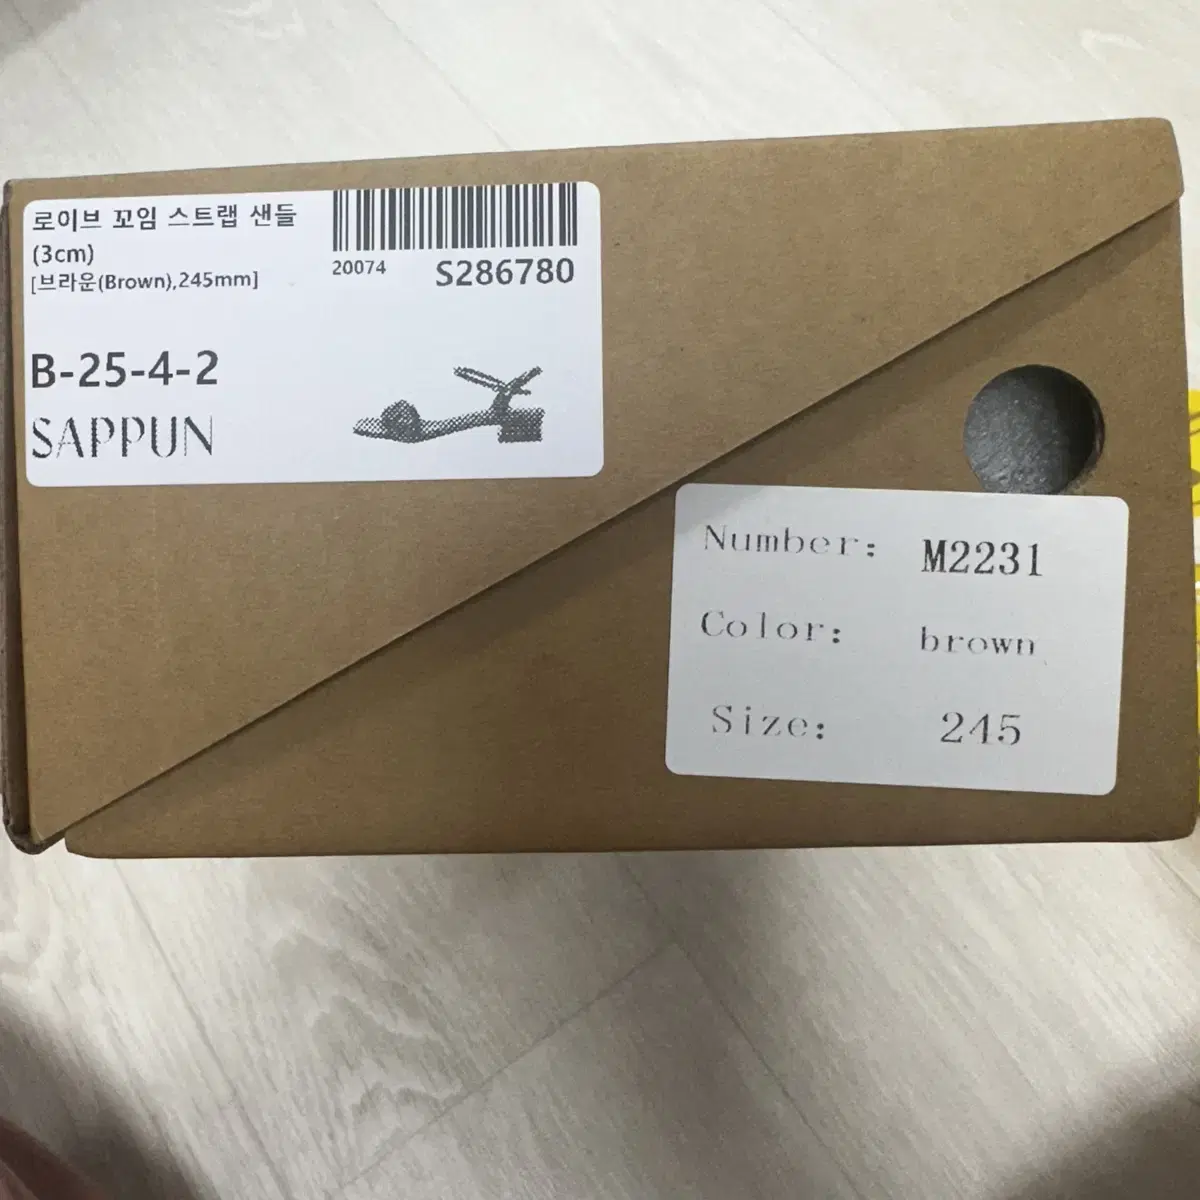 로이브 꼬임 스트랩 샌들
(3cm)
[브라운(Brown),245mm]
20074 S286780
B-25-4-2
SAPPUN
Number: M2231
Color: brown
Size: 245